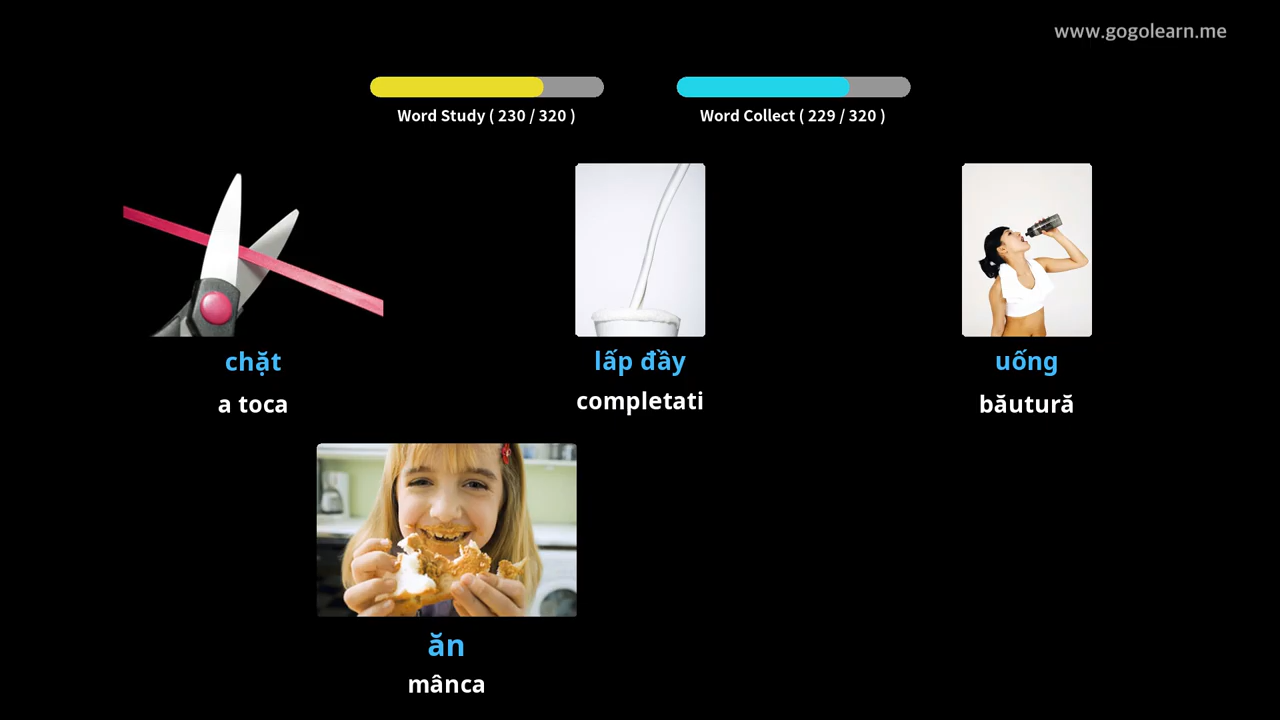 www.gogolearn.me
Word Study ( 230 / 320 )
Word Collect ( 229 / 320 )
chặt
lấp đầy
uống
a toca
completati
băutură
ăn
mânca